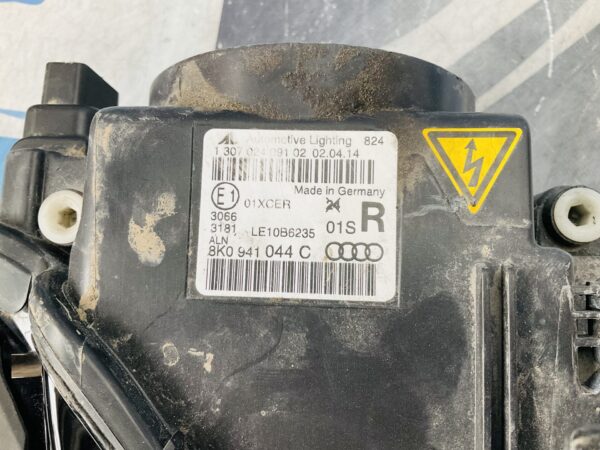 Automotive Lighting 824
1 307 024 091 02 02.04.14
E1
Made in Germany
01XCER
R
3066
01S
3181 LE10B6235
ALN
8K0 941 044 C